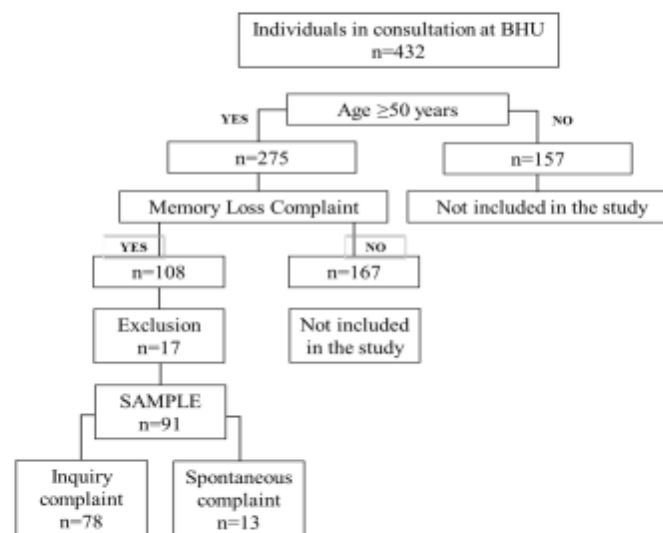 Individuals in consultation at BHU
n=432
Age ≥50 years
YES
NO
n=275
n=157
Memory Loss Complaint
Not included in the study
YES
NO
n=108
n=167
Exclusion
n=17
Not included
in the study
SAMPLE
n=91
Inquiry
complaint
n=78
Spontaneous
complaint
n=13